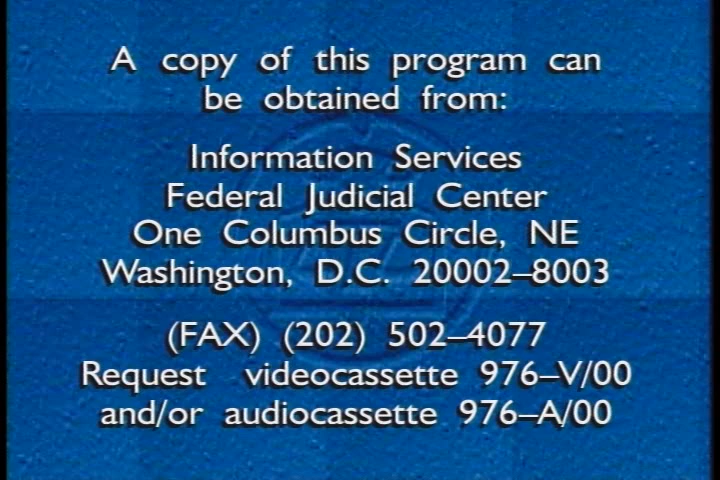 A copy of this program can
be obtained from:
Information Services
Federal Judicial Center
One Columbus Circle, NE
Washington, D.C. 20002–8003
(FAX) (202) 502–4077
Request videocassette 976–V/00
and/or audiocassette 976–A/00